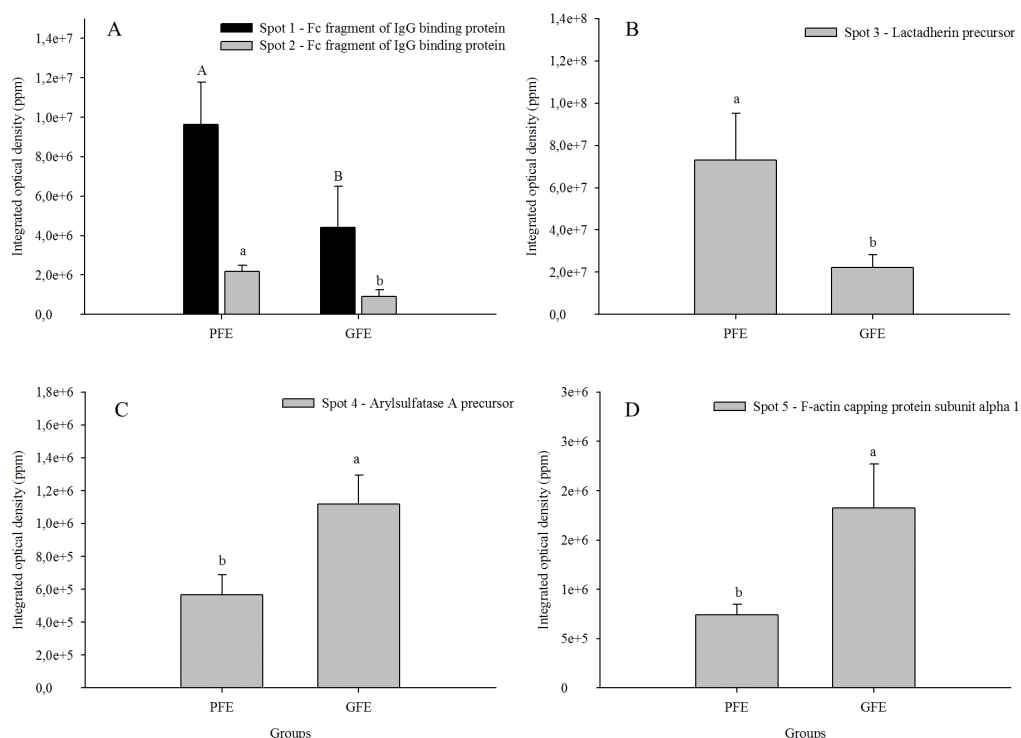 A
Spot 1 - Fc fragment of IgG binding protein
Spot 2 - Fc fragment of IgG binding protein
Integrated optical density (ppm)
1,4e+7
1,2e+7
1,0e+7
8,0e+6
6,0e+6
4,0e+6
2,0e+6
0,0
A
a
B
b
PFE
GFE
B
Spot 3 - Lactadherin precursor
Integrated optical density (ppm)
1,4e+8
1,2e+8
1,0e+8
8,0e+7
6,0e+7
4,0e+7
2,0e+7
0,0
a
b
PFE
GFE
C
Spot 4 - Arylsulfatase A precursor
Integrated optical density (ppm)
1,8e+6
1,6e+6
1,4e+6
1,2e+6
1,0e+6
8,0e+5
6,0e+5
4,0e+5
2,0e+5
0,0
b
a
PFE
GFE
Groups
D
Spot 5 - F-actin capping protein subunit alpha 1
Integrated optical density (ppm)
3e+6
3e+6
2e+6
2e+6
1e+6
5e+5
0
b
a
PFE
GFE
Groups